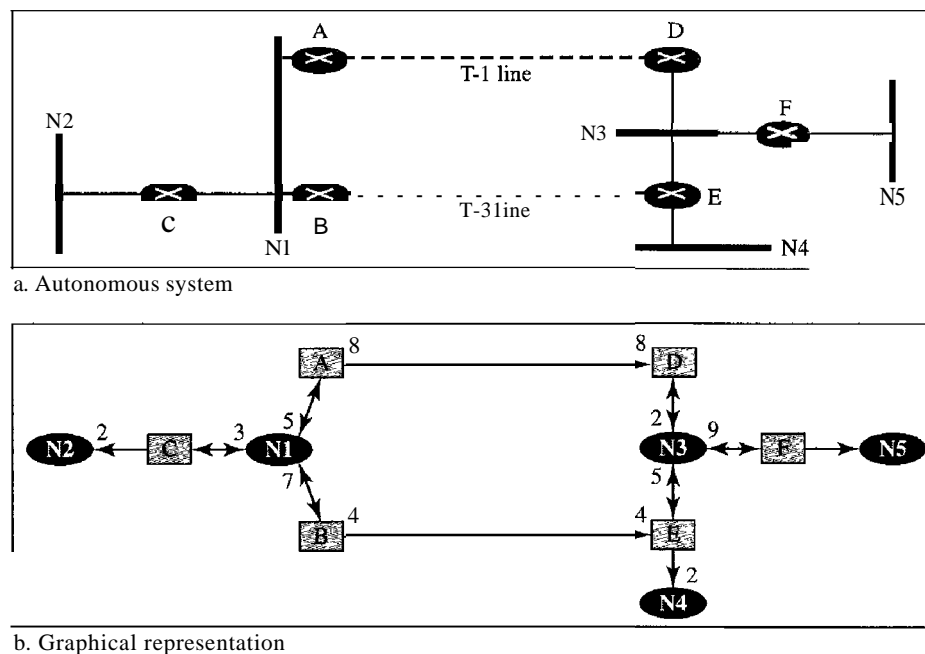 A D
T-1 line
F
N2
N3
E
N5
C N1 B T-31ine
N4
a. Autonomous system
8 8
A D
5 2
2 3 9
N2 C N1 N3 F N5
7 5
4 4
B E
2
N4
b. Graphical representation